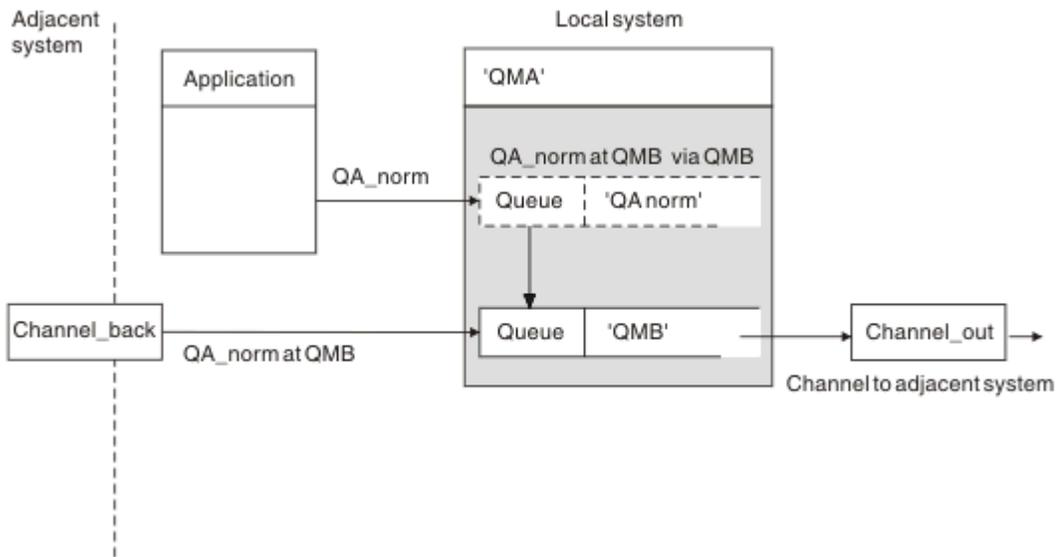 Adjacent
system
Local system
Application
'QMA'
QA_norm at QMB via QMB
QA_norm
Queue
'QA norm'
Channel_back
QA_norm at QMB
Queue
'QMB'
Channel_out
Channel to adjacent system